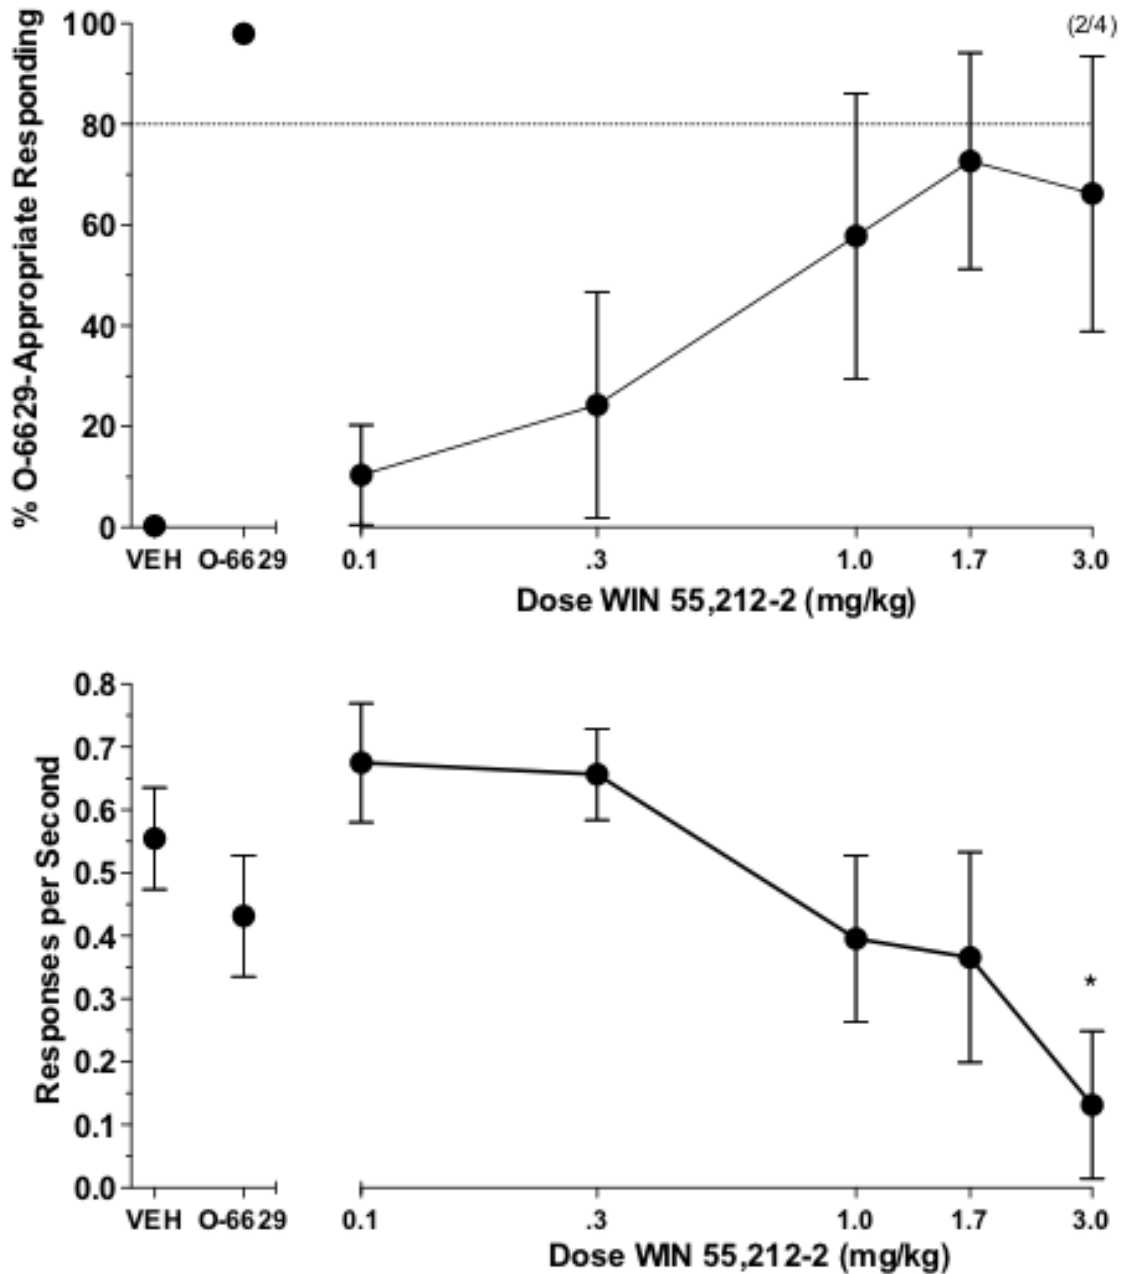 % O-6629-Appropriate Responding
100
80
60
40
20
0
(2/4)
VEH O-6629 0.1 .3 1.0 1.7 3.0
Dose WIN 55,212-2 (mg/kg)
Responses per Second
0.8
0.7
0.6
0.5
0.4
0.3
0.2
0.1
0.0
*
VEH O-6629 0.1 .3 1.0 1.7 3.0
Dose WIN 55,212-2 (mg/kg)